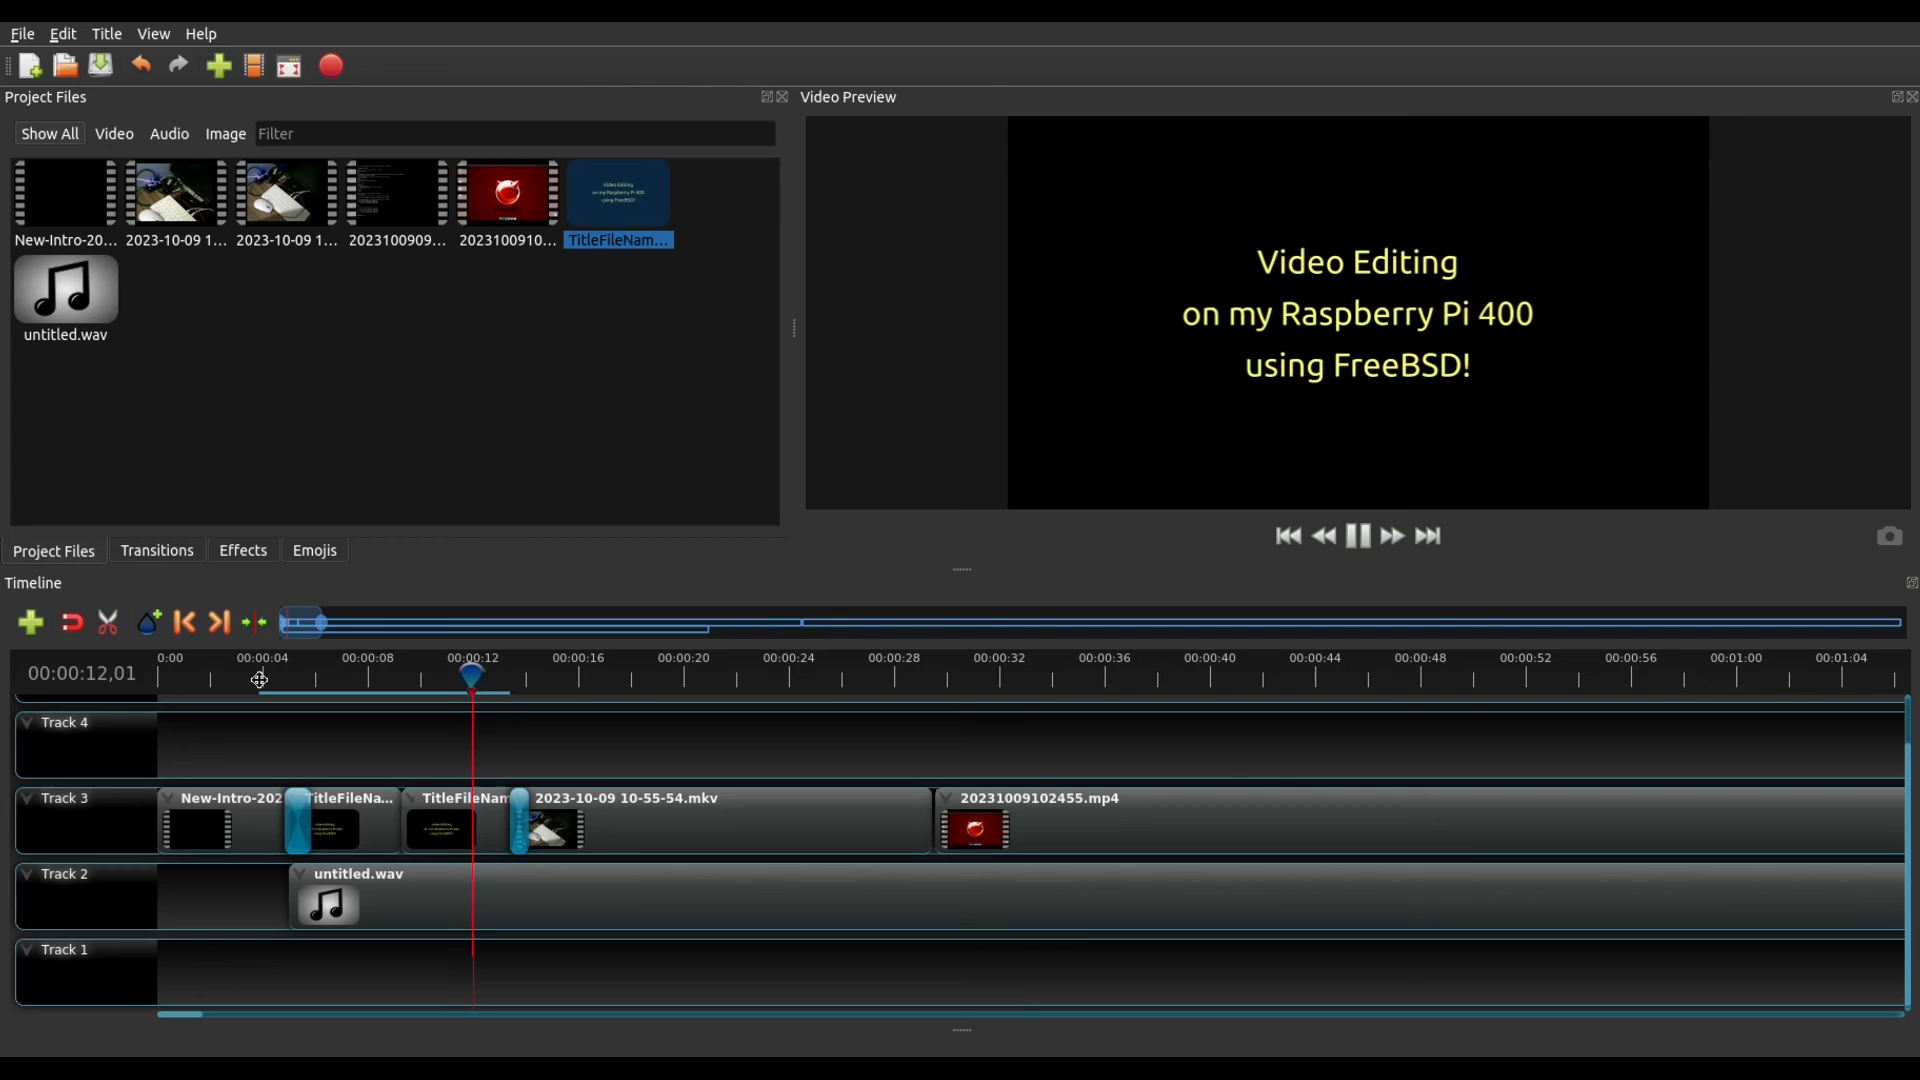 File Edit Title View Help
Project Files
Video Preview
Show All Video Audio Image Filter
New-Intro-20... 2023-10-09 1... 2023-10-09 1... 2023100909... 2023100910... TitleFileNam...
untitled.wav
Video Editing
on my Raspberry Pi 400
using FreeBSD!
Project Files Transitions Effects Emojis
Timeline
00:00:12,01
0:00 00:00:04 00:00:08 00:00:12 00:00:16 00:00:20 00:00:24 00:00:28 00:00:32 00:00:36 00:00:40 00:00:44 00:00:48 00:00:52 00:00:56 00:01:00 00:01:04
Track 4
Track 3
New-Intro-202 TitleFileNa... TitleFileNam 2023-10-09 10-55-54.mkv 20231009102455.mp4
Track 2
untitled.wav
Track 1